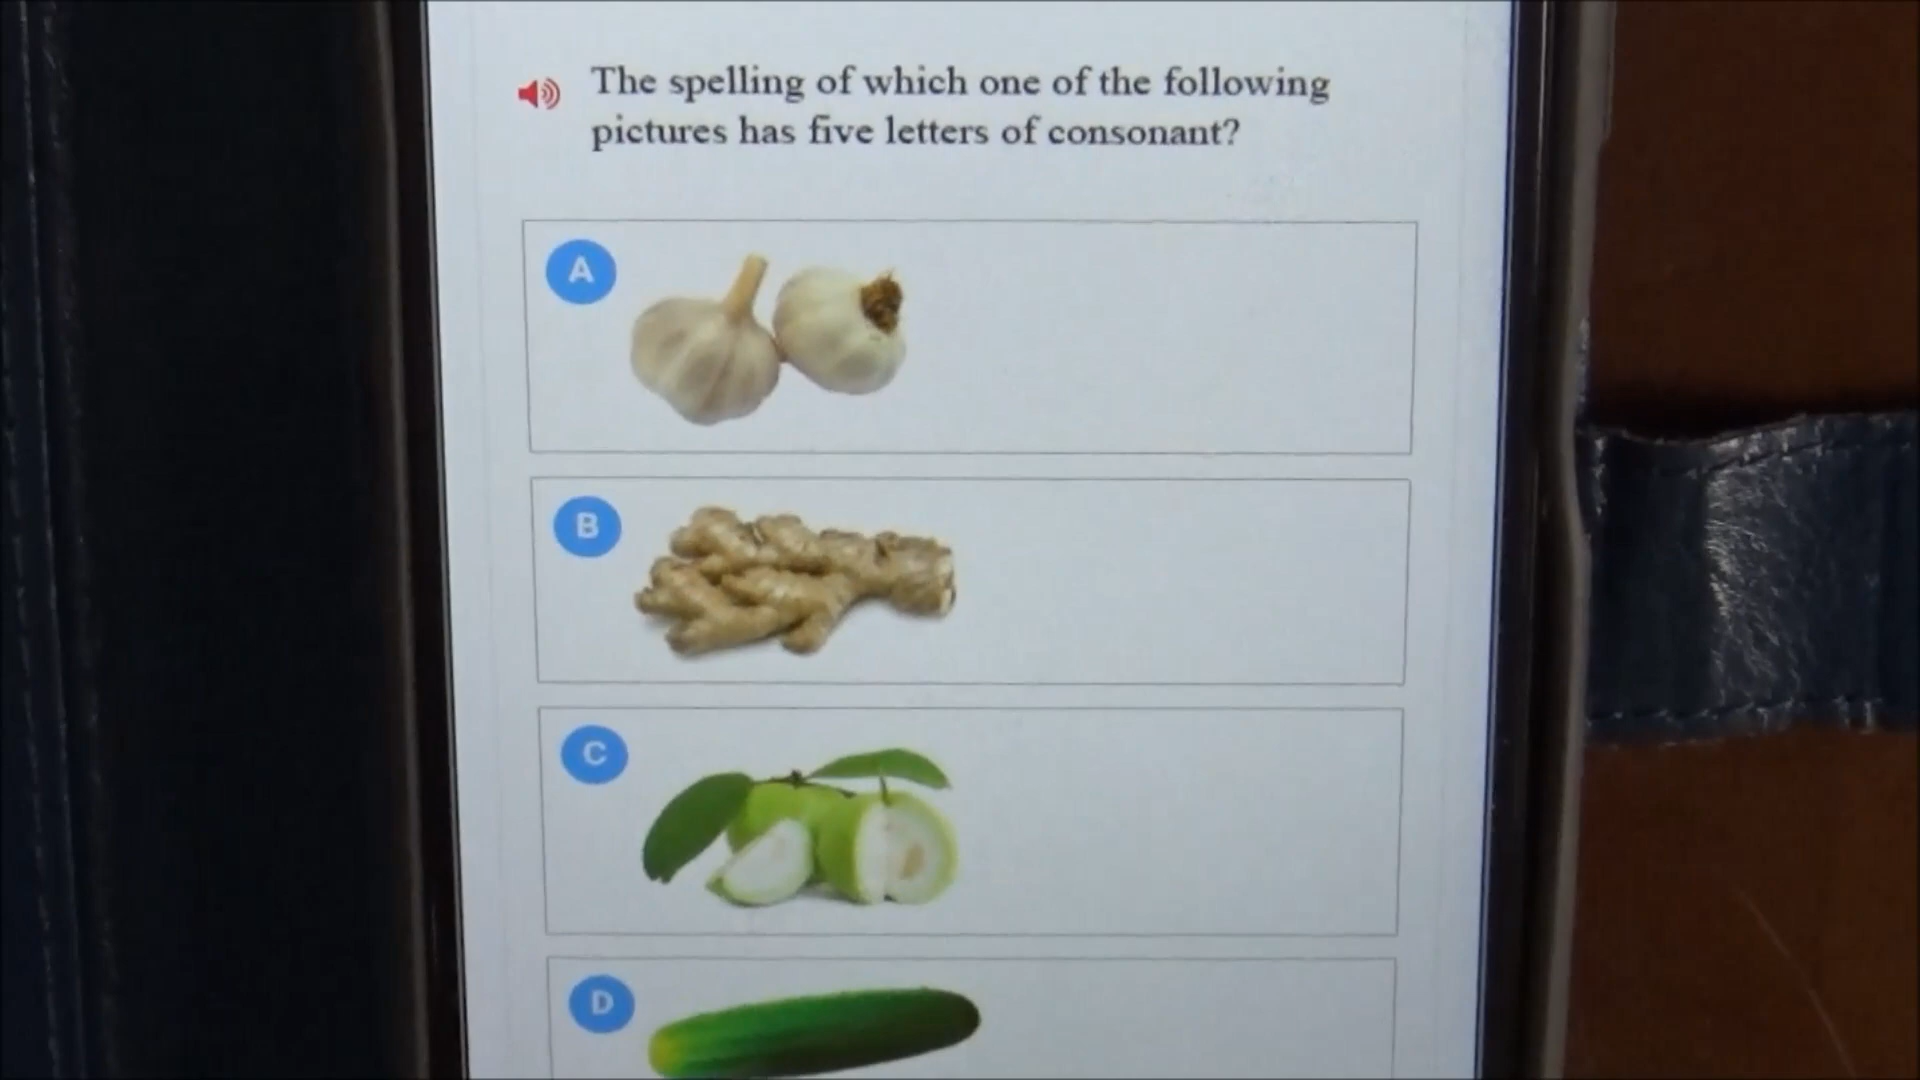 The spelling of which one of the following
pictures has five letters of consonant?
A
B
C
D